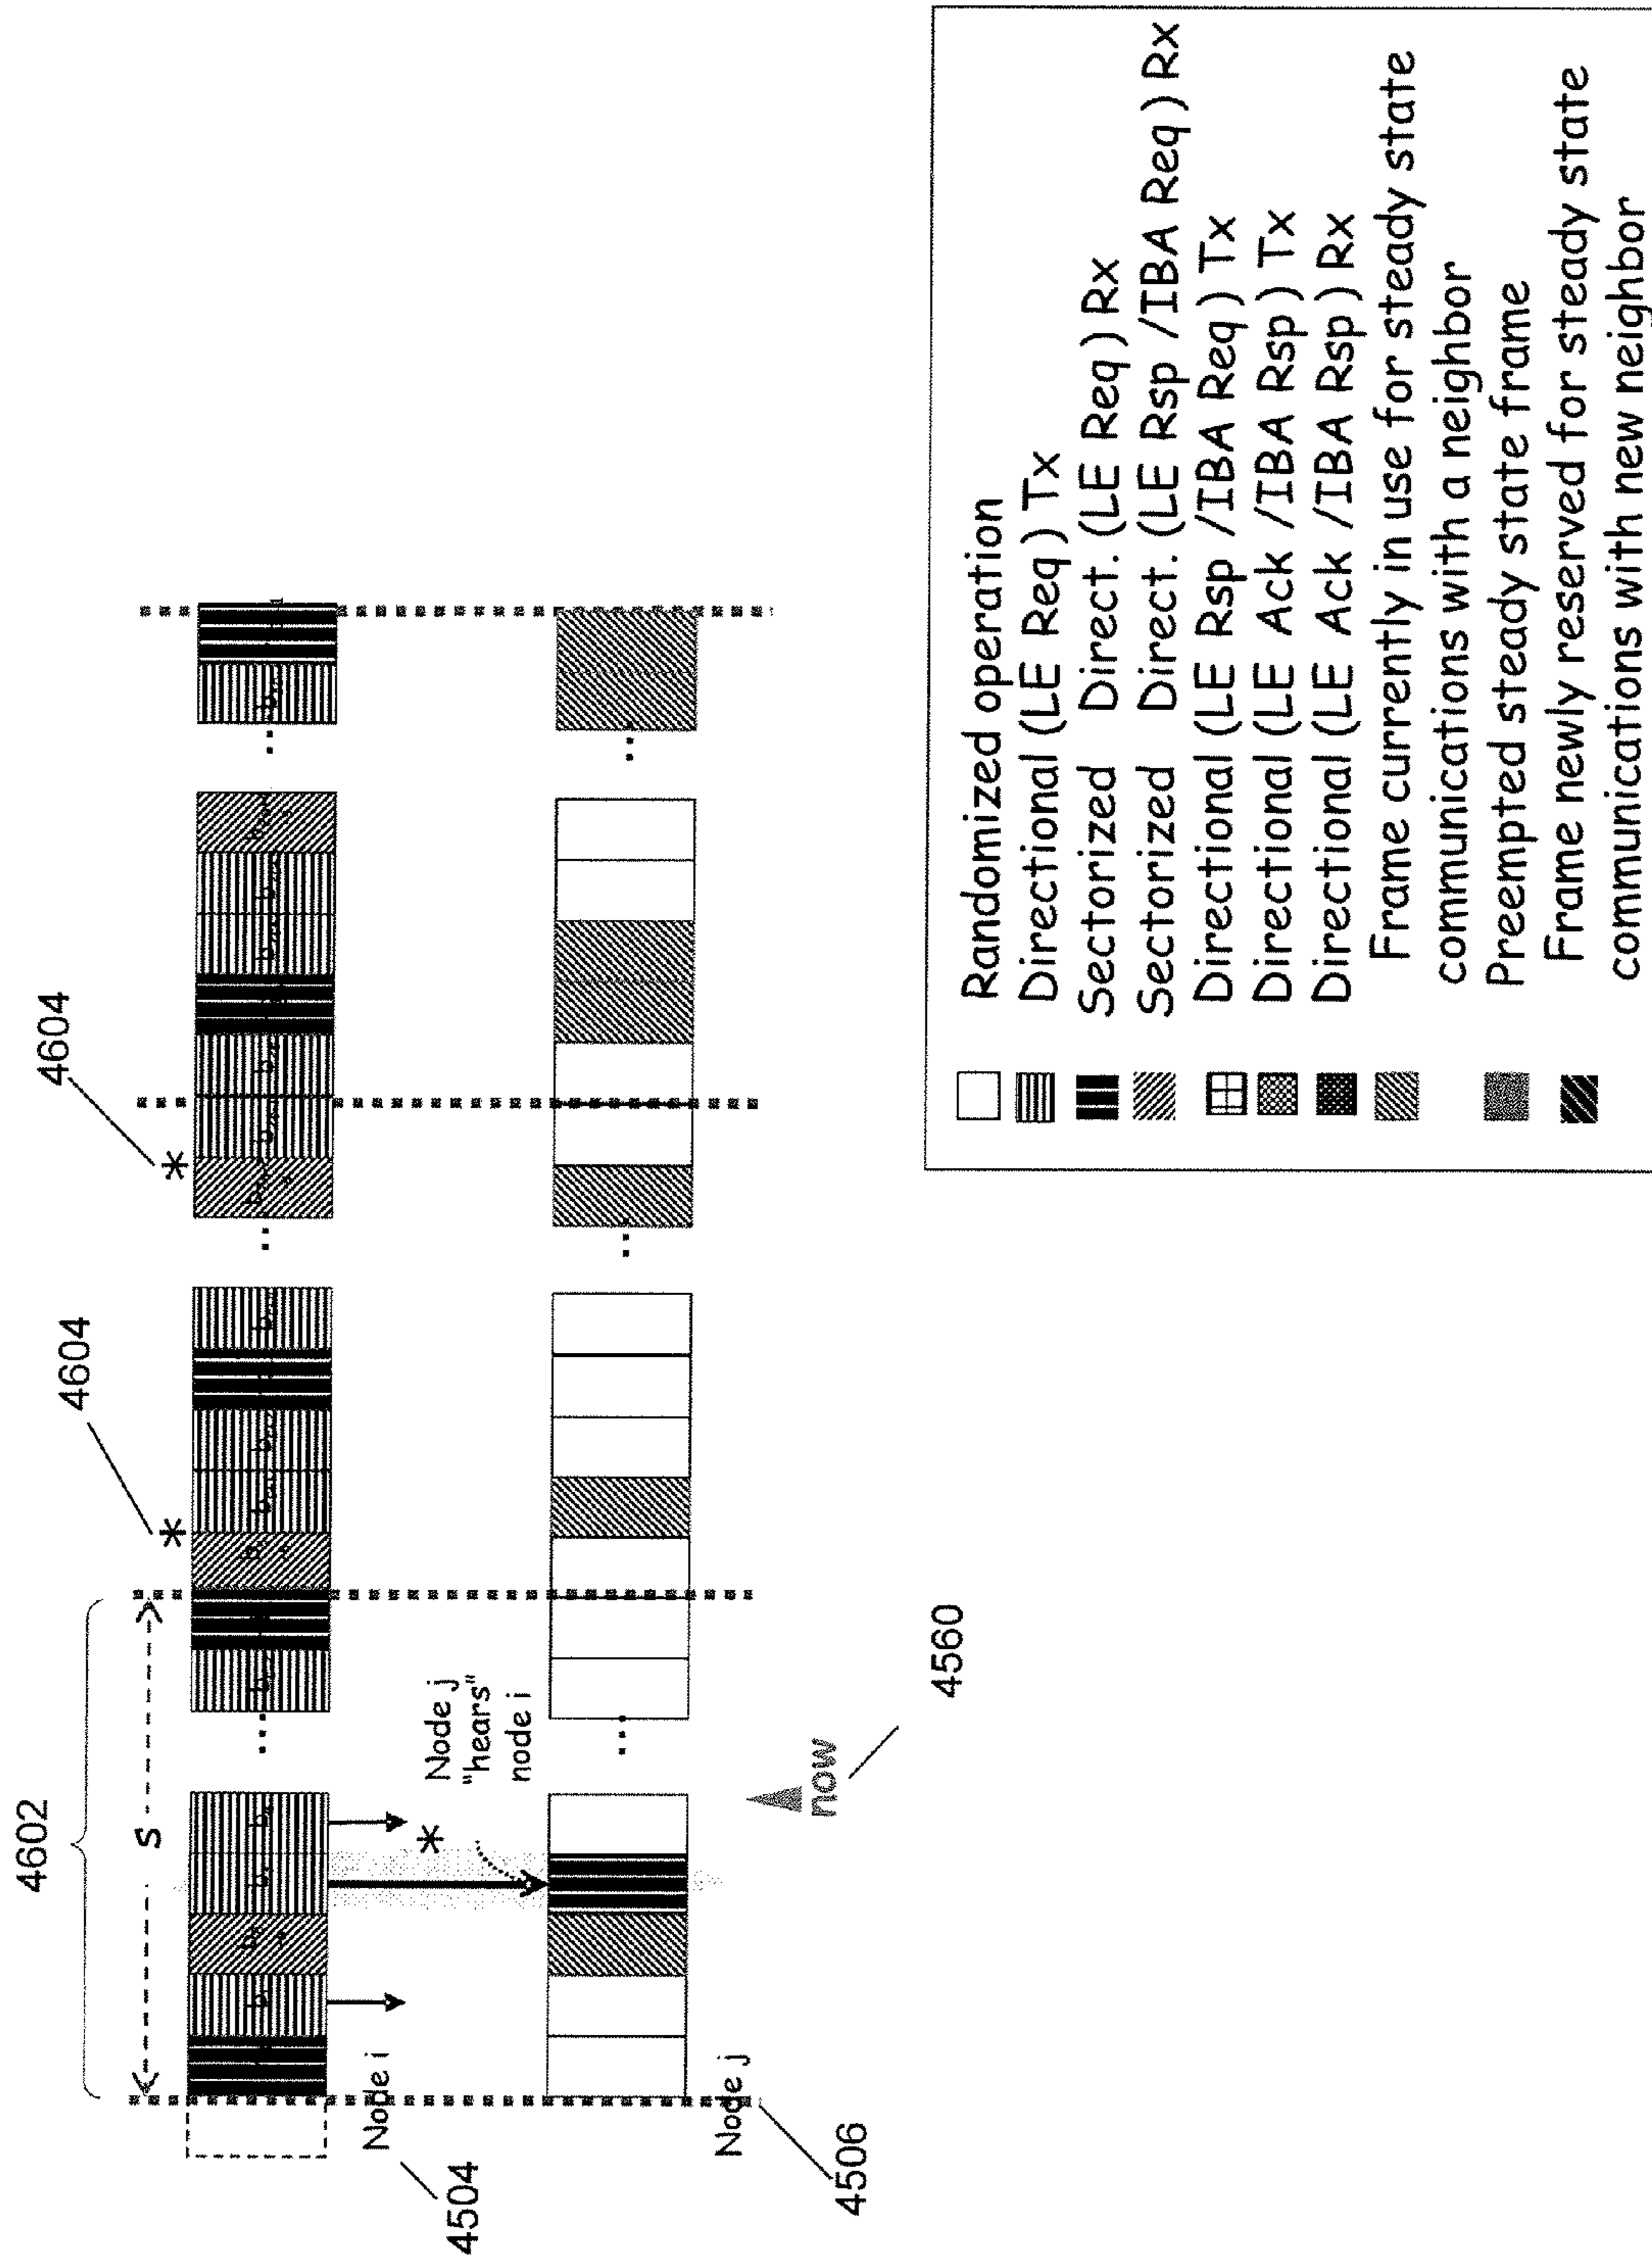 4602
4604
4604
S
*
*
Node i
4504
*
Node j
"hears"
node i
Node j
4506
now
4560
Randomized operation
Directional (LE Req) Tx
Sectorized Direct. (LE Req) Rx
Sectorized Direct. (LE Rsp /IBA Req) Rx
Directional (LE Rsp /IBA Req) Tx
Directional (LE Ack /IBA Rsp) Tx
Directional (LE Ack /IBA Rsp) Rx
Frame currently in use for steady state
communications with a neighbor
Preempted steady state frame
Frame newly reserved for steady state
communications with new neighbor